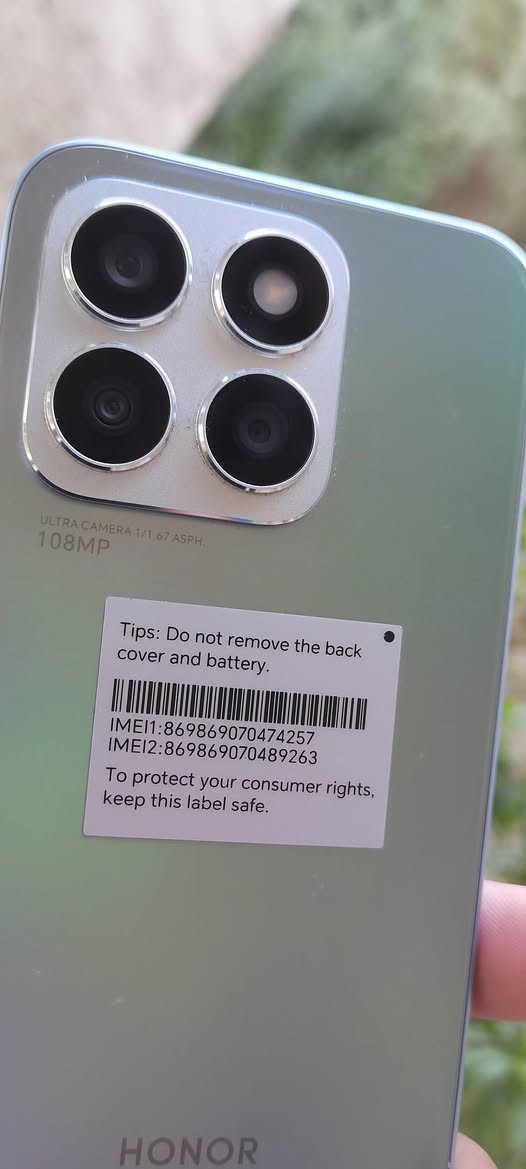 ULTRA CAMERA 1/1.67 ASPH.
108MP
Tips: Do not remove the back
cover and battery.
IMEI1:869869070474257
IMEI2:869869070489263
To protect your consumer rights,
keep this label safe.
HONOR